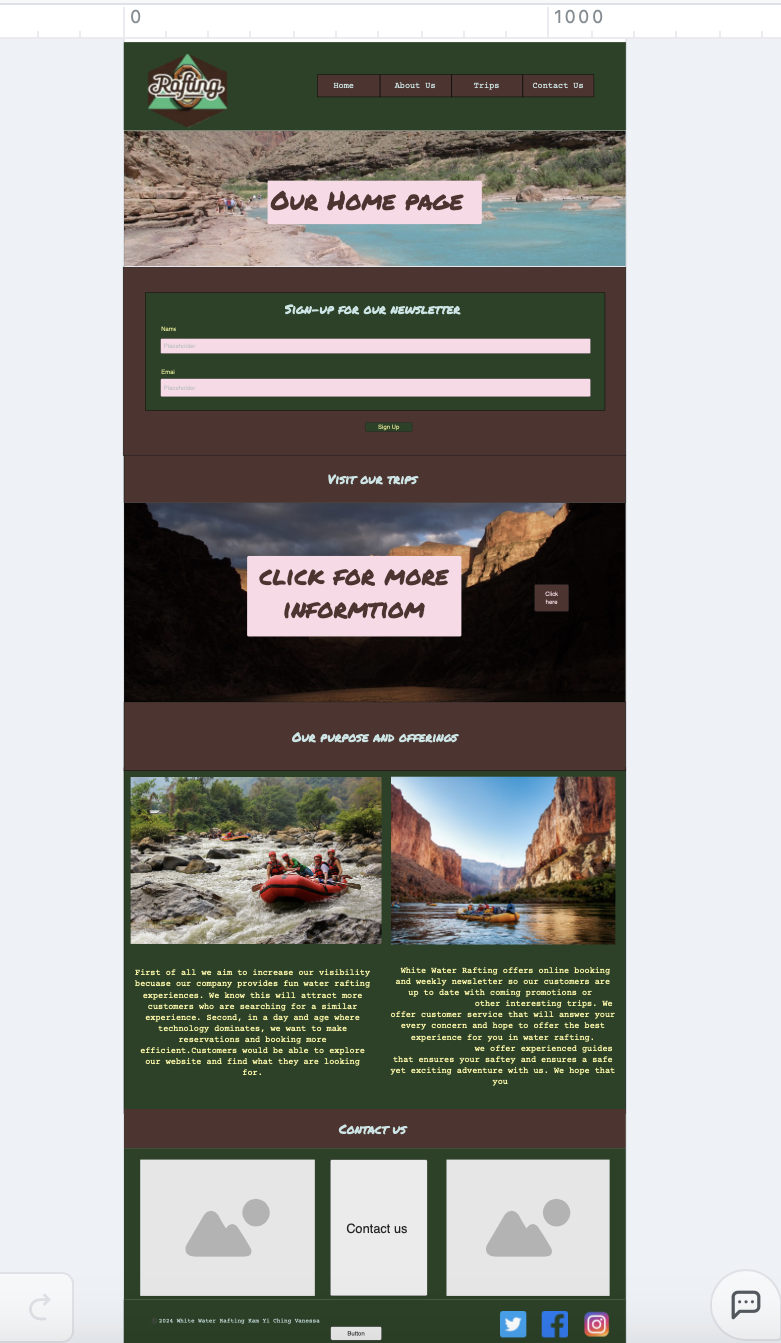 0
1000
Rafting
Home
About Us
Trips
Contact Us
Our Home page
Sign-up for our newsletter
Name
Placeholder
Emai
Placeholder
Sign Up
Visit our trips
CLICK FOR MORE
INFORMTIOM
Click
here
Our purpose and offerings
First of all we aim to increase our visibility
becuase our company provides fun water rafting
experiences. We know this will attract more
customers who are searching for a similar
experience. Second, in a day and age where
technology dominates, we want to make
reservations and booking more
efficient.Customers would be able to explore
our website and find what they are looking
for.
White Water Rafting offers online booking
and weekly newsletter so our customers are
up to date with coming promotions or
other interesting trips. We
offer customer service that will answer your
every concern and hope to offer the best
experience for you in water rafting.
we offer experienced guides
that ensures your saftey and ensures a safe
yet exciting adventure with us. We hope that
you
Contact us
Contact us
© 2024 White Water Rafting Kam Yi Ching Vanessa
Button